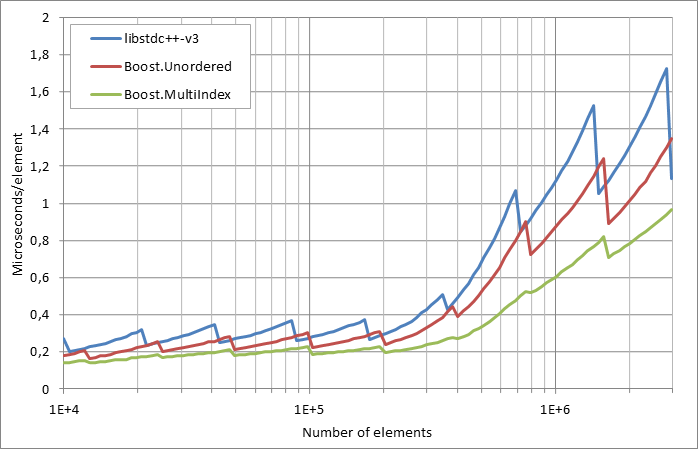 2
1,8
1,6
1,4
1,2
1
0,8
0,6
0,4
0,2
0
Microseconds/element
libstdc++-v3
Boost.Unordered
Boost.MultiIndex
1E+4
1E+5
1E+6
Number of elements